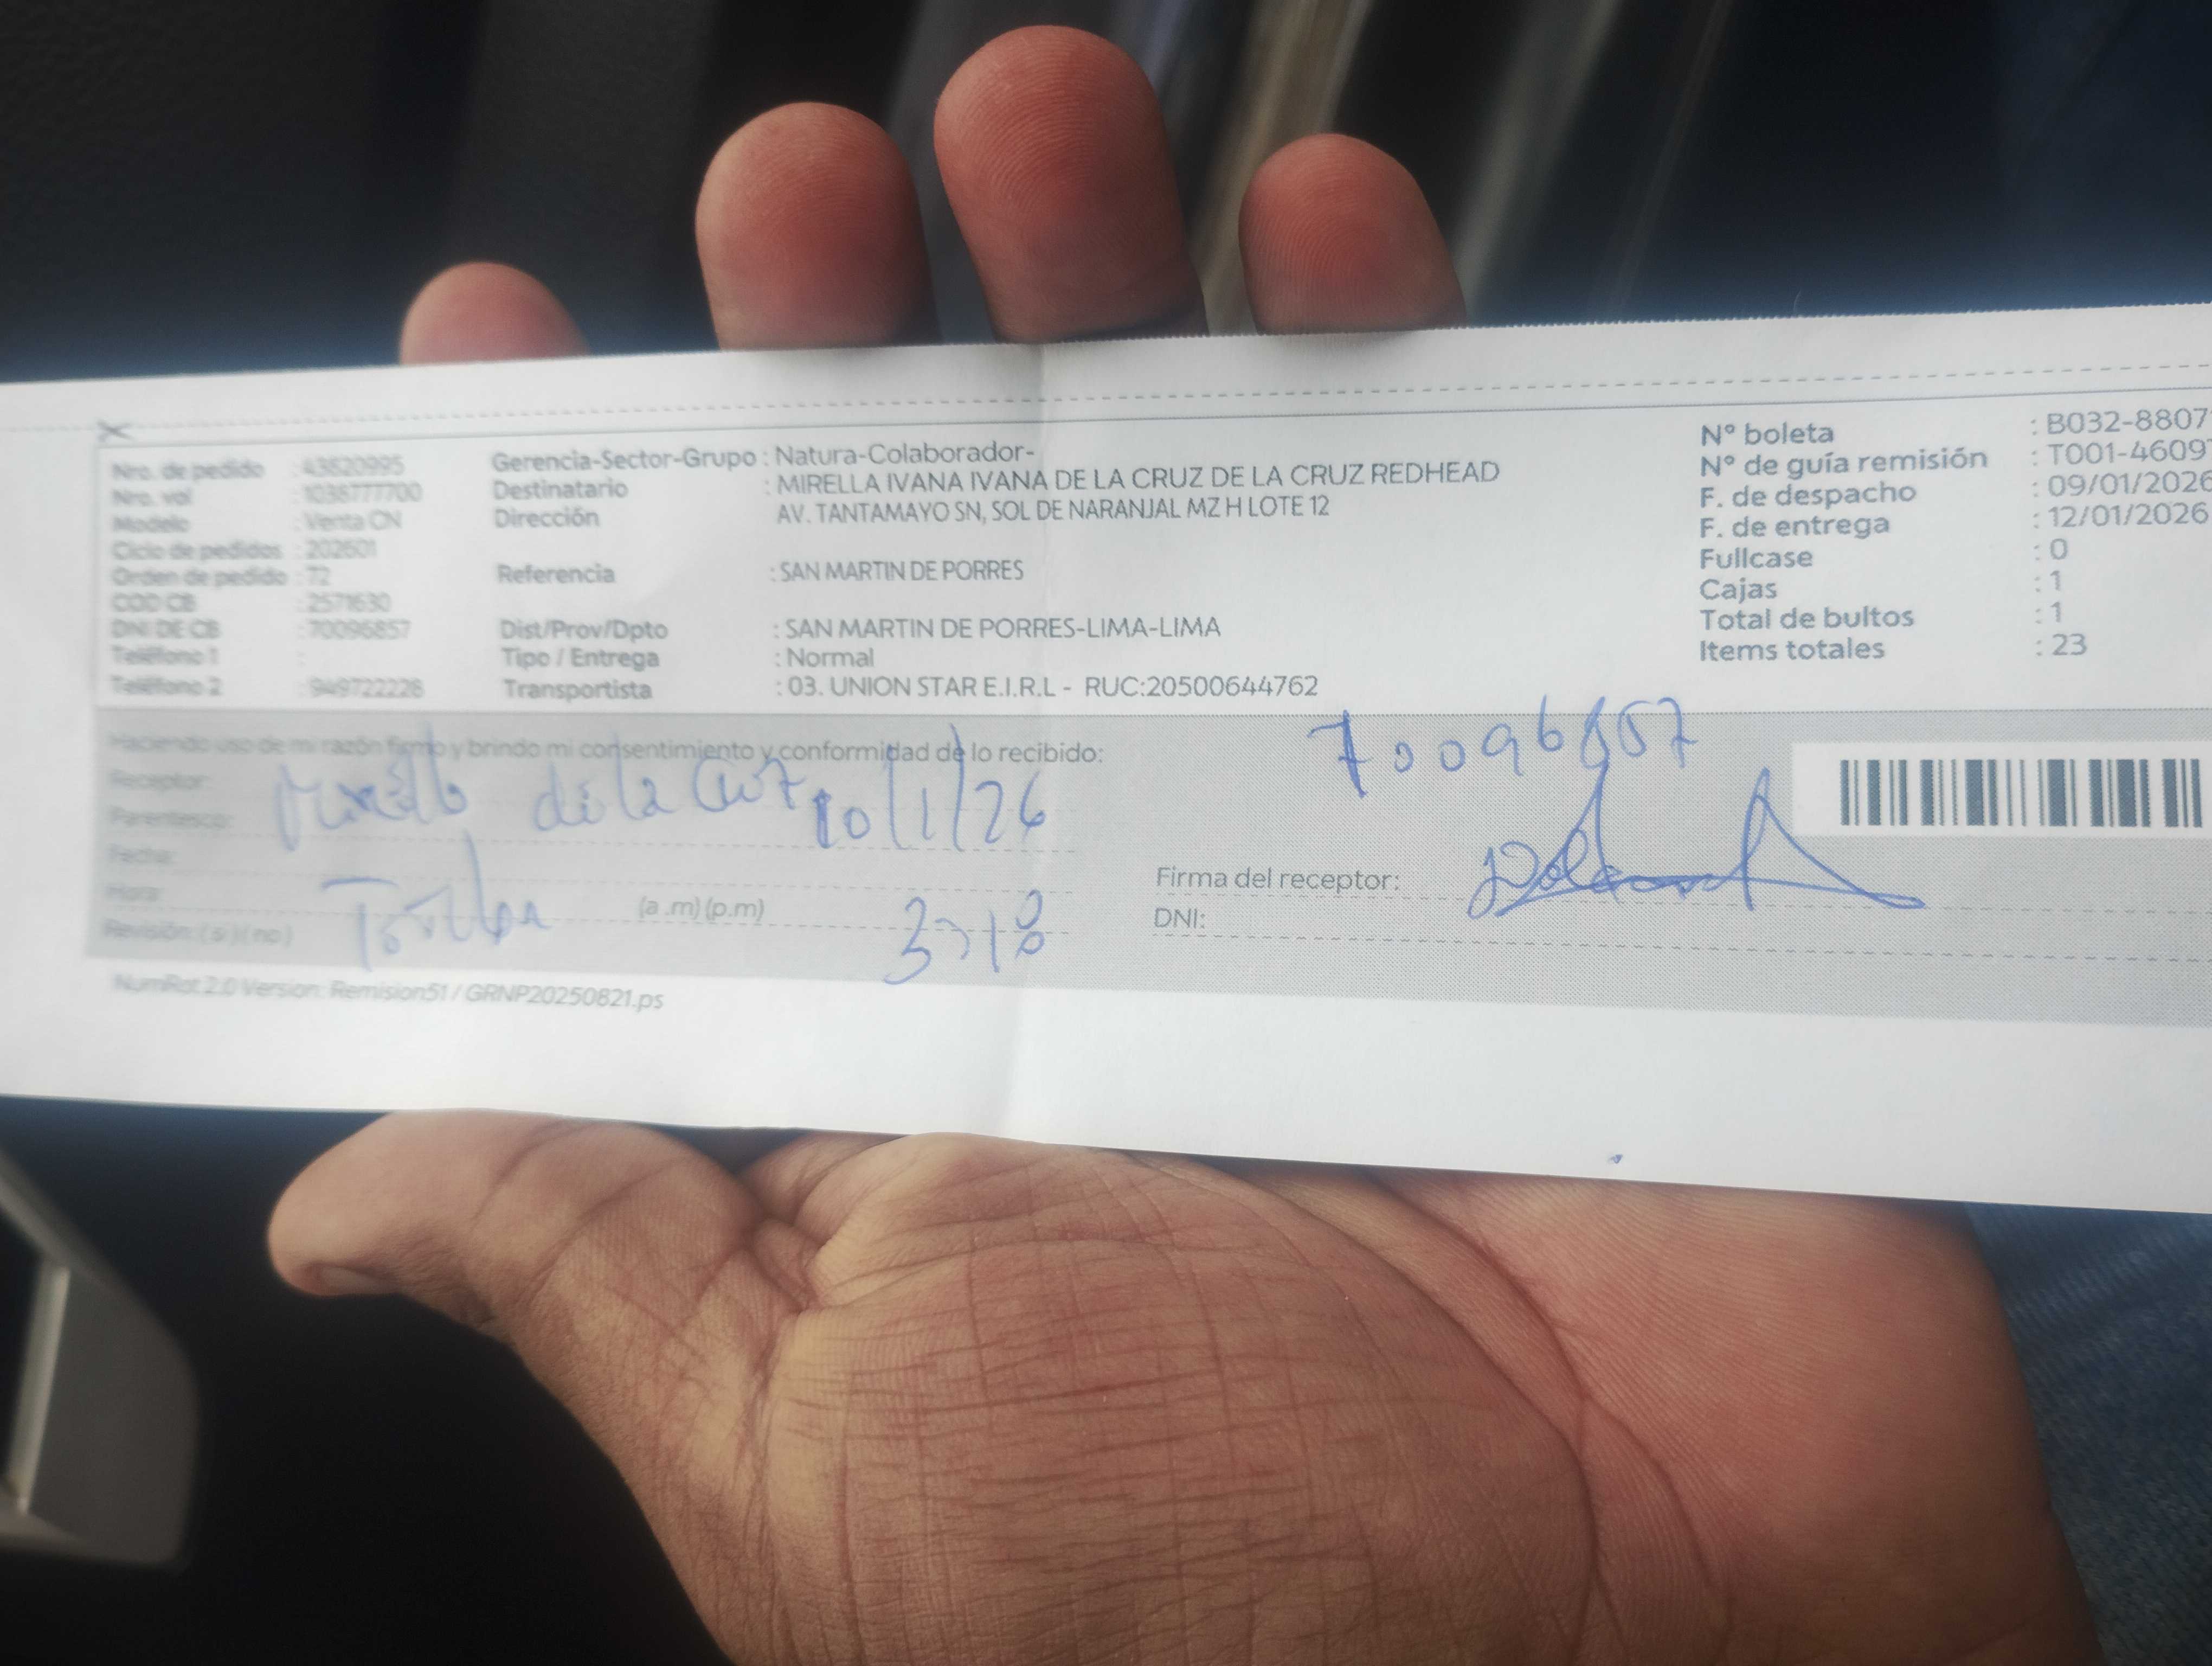 Nro. de pedido : 43820995
Nro. vol : 1036777700
Modelo : Venta CN
Ciclo de pedidos : 202601
Orden de pedido : 72
COD CB : 2571630
DNI DE CB : 70096857
Teléfono 1 :
Teléfono 2 : 949722226
Gerencia-Sector-Grupo : Natura-Colaborador-
Destinatario : MIRELLA IVANA IVANA DE LA CRUZ DE LA CRUZ REDHEAD
Dirección AV. TANTAMAYO SN, SOL DE NARANJAL MZ H LOTE 12
Referencia : SAN MARTIN DE PORRES
Dist/Prov/Dpto : SAN MARTIN DE PORRES-LIMA-LIMA
Tipo / Entrega : Normal
Transportista : 03. UNION STAR E.I.R.L - RUC:20500644762
N° boleta : B032-8807
N° de guía remisión : T001-4609
F. de despacho : 09/01/2026
F. de entrega : 12/01/2026
Fullcase : 0
Cajas : 1
Total de bultos : 1
Items totales : 23
Haciendo uso de mi razón firmo y brindo mi consentimiento y conformidad de lo recibido:
70096857
Receptor: de la Cruz 10/1/26
Parentesco:
Fecha:
Hora: (a.m) (p.m)
Revisión: ( si ) ( no )
Firma del receptor:
DNI:
NumRot 2.0 Version: Remision51 / GRNP20250821.ps